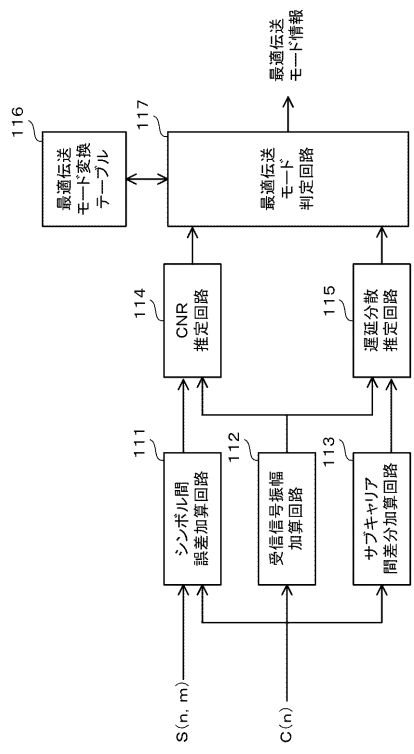 S(n, m)
C(n)
111
シンボル間
誤差加算回路
112
受信信号振幅
加算回路
113
サブキャリア
間差分加算回路
114
CNR
推定回路
115
遅延分散
推定回路
116
最適伝送
モード変換
テーブル
117
最適伝送
モード
判定回路
最適伝送
モード情報